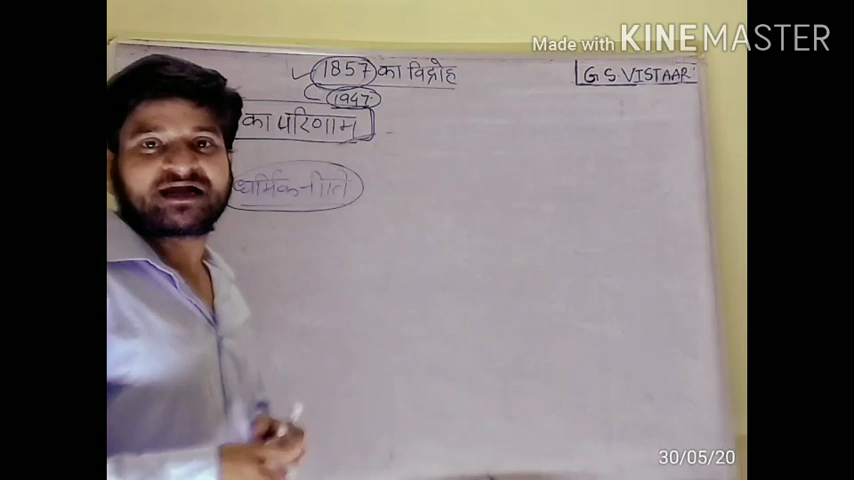 Made with KINEMASTER
1857 का विद्रोह
G S VISTAAR
1947
का परिणाम
धार्मिक नीति
30/05/20